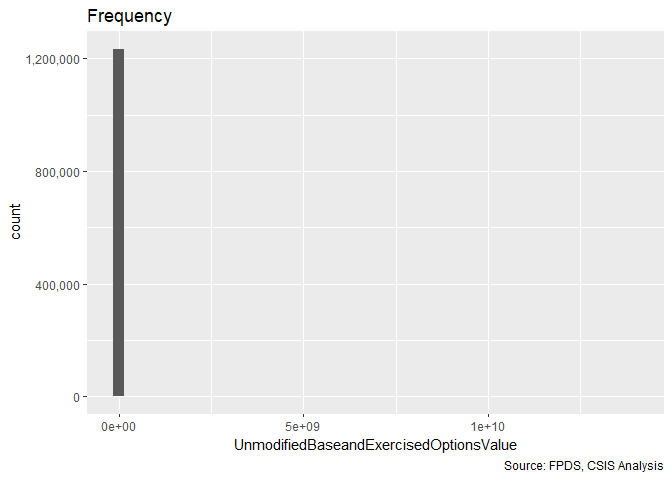 Frequency
1,200,000
800,000
400,000
0
count
0e+00 5e+09 1e+10
UnmodifiedBaseandExercisedOptionsValue
Source: FPDS, CSIS Analysis